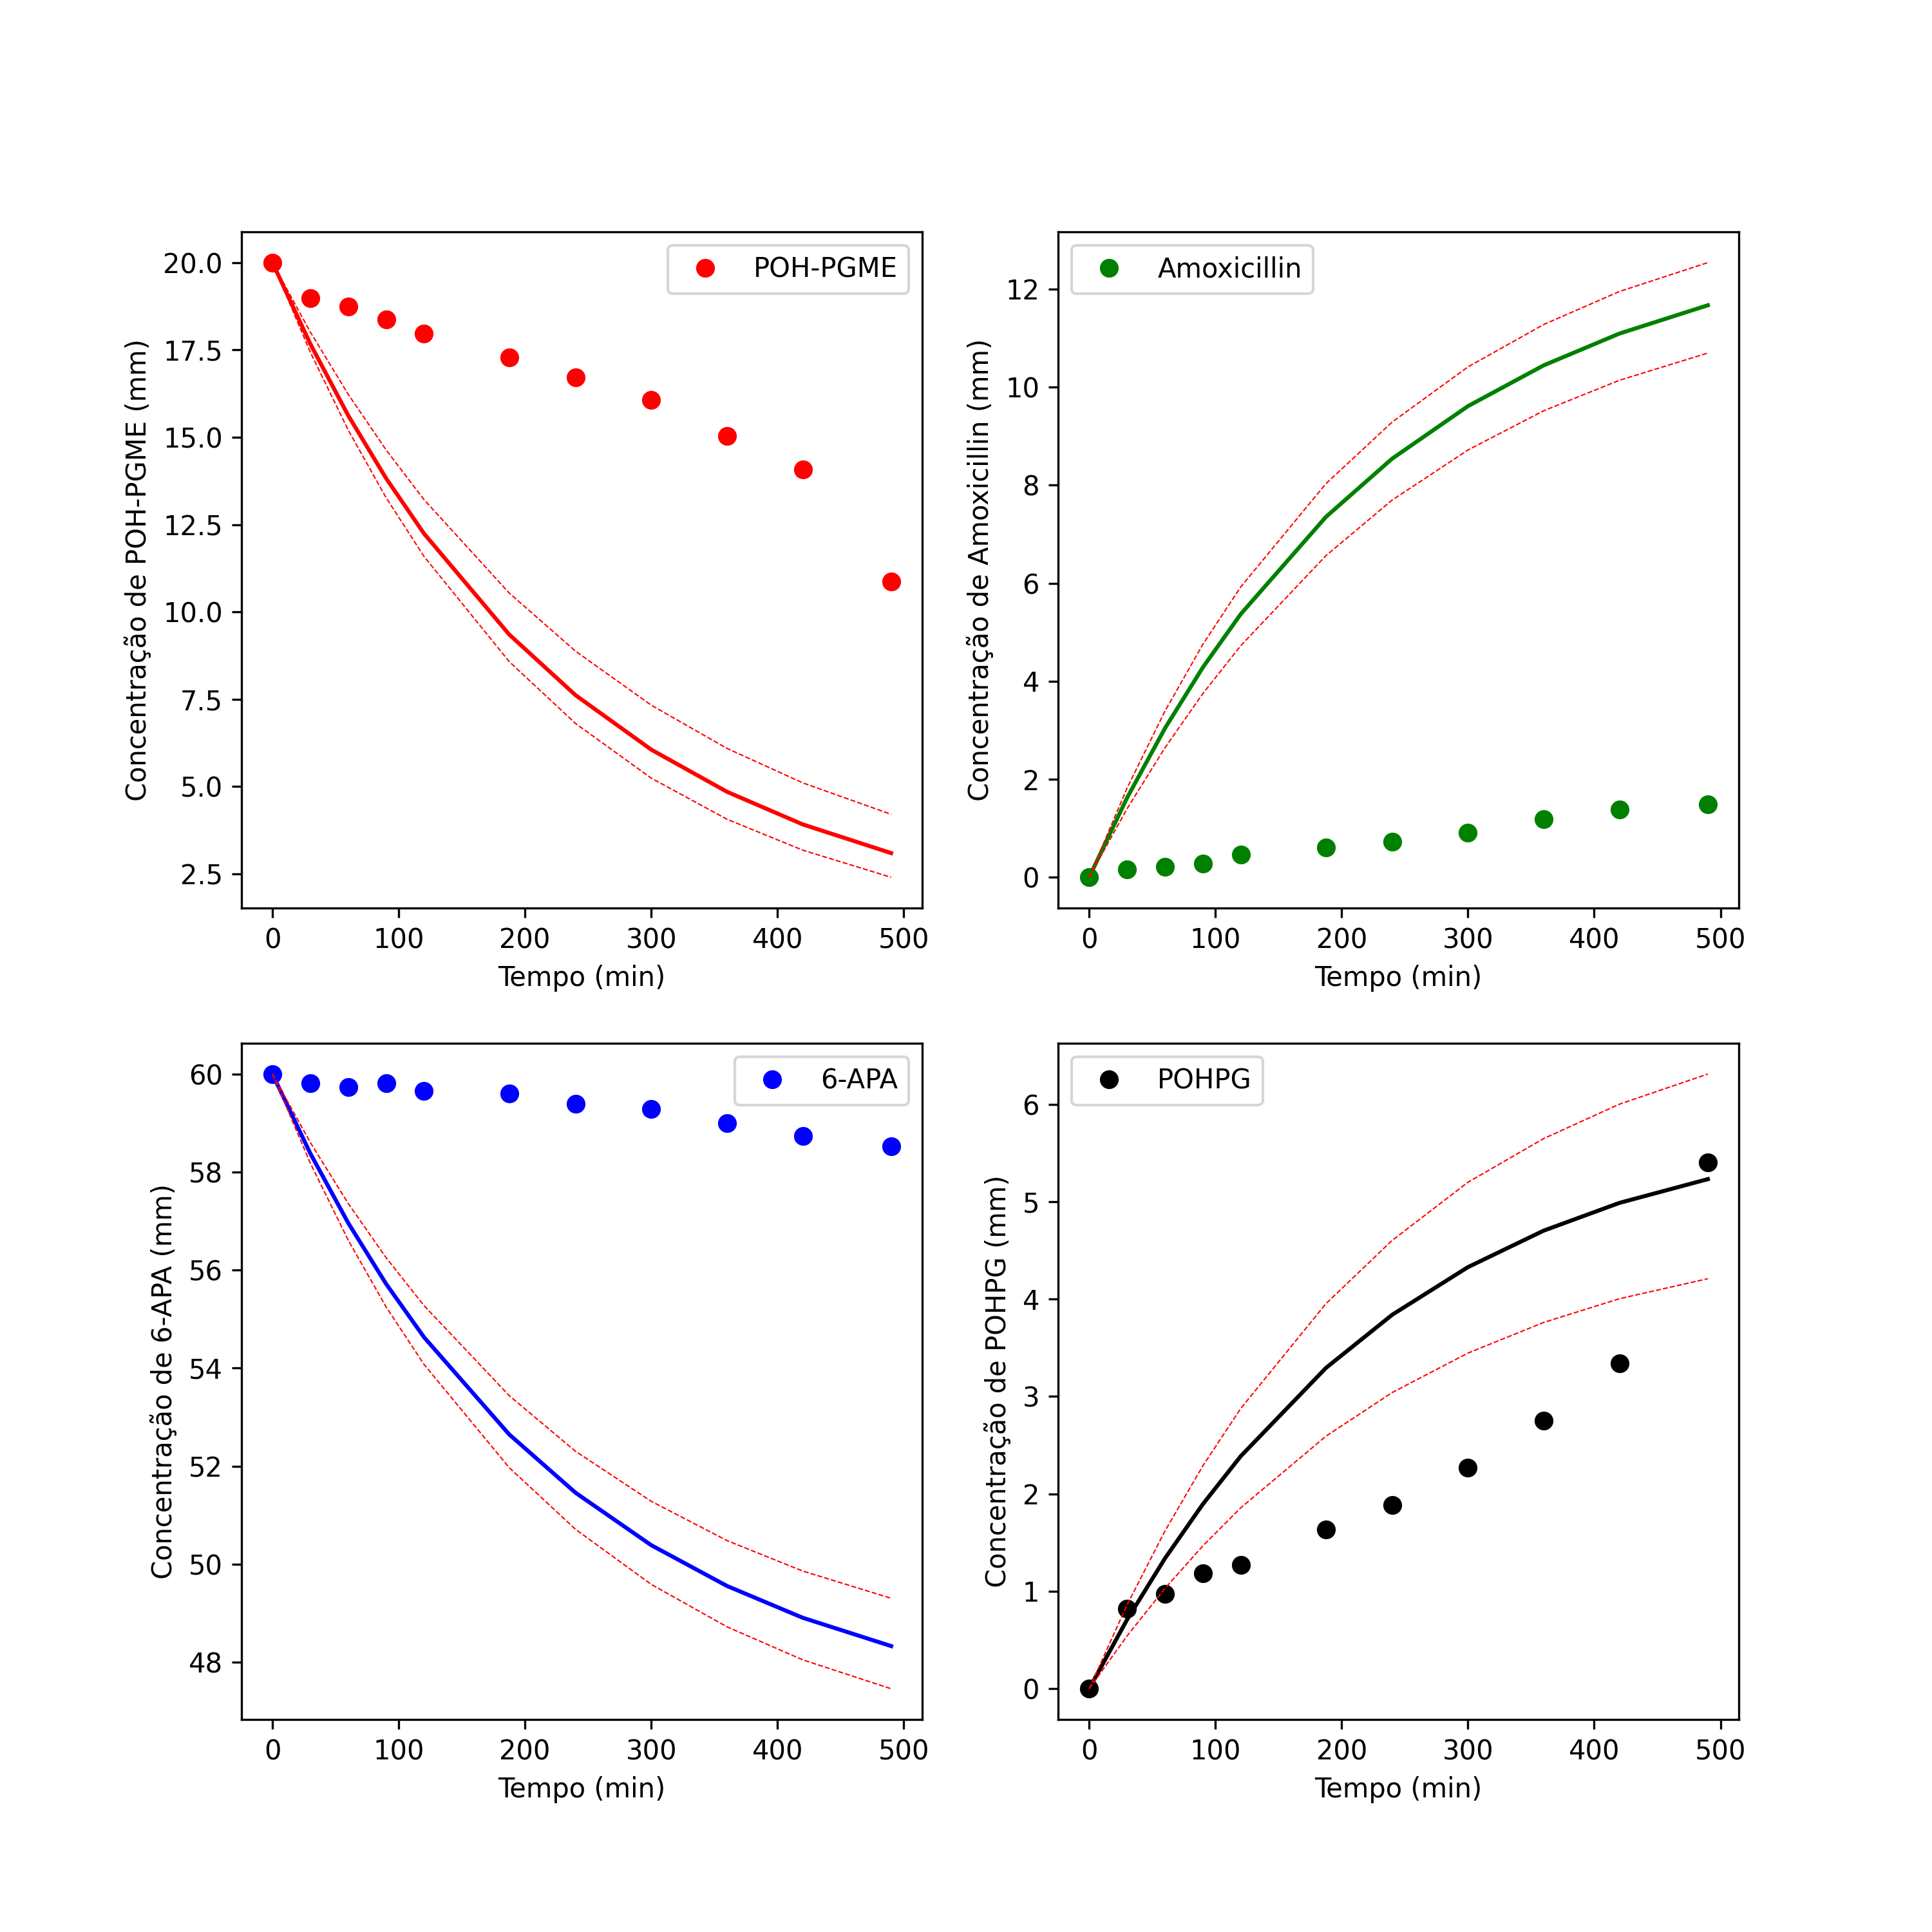 POH-PGME
20.0
17.5
15.0
12.5
10.0
7.5
5.0
2.5
Concentração de POH-PGME (mm)
0 100 200 300 400 500
Tempo (min)
Amoxicillin
12
10
8
6
4
2
0
Concentração de Amoxicillin (mm)
0 100 200 300 400 500
Tempo (min)
6-APA
60
58
56
54
52
50
48
Concentração de 6-APA (mm)
0 100 200 300 400 500
Tempo (min)
POHPG
6
5
4
3
2
1
0
Concentração de POHPG (mm)
0 100 200 300 400 500
Tempo (min)